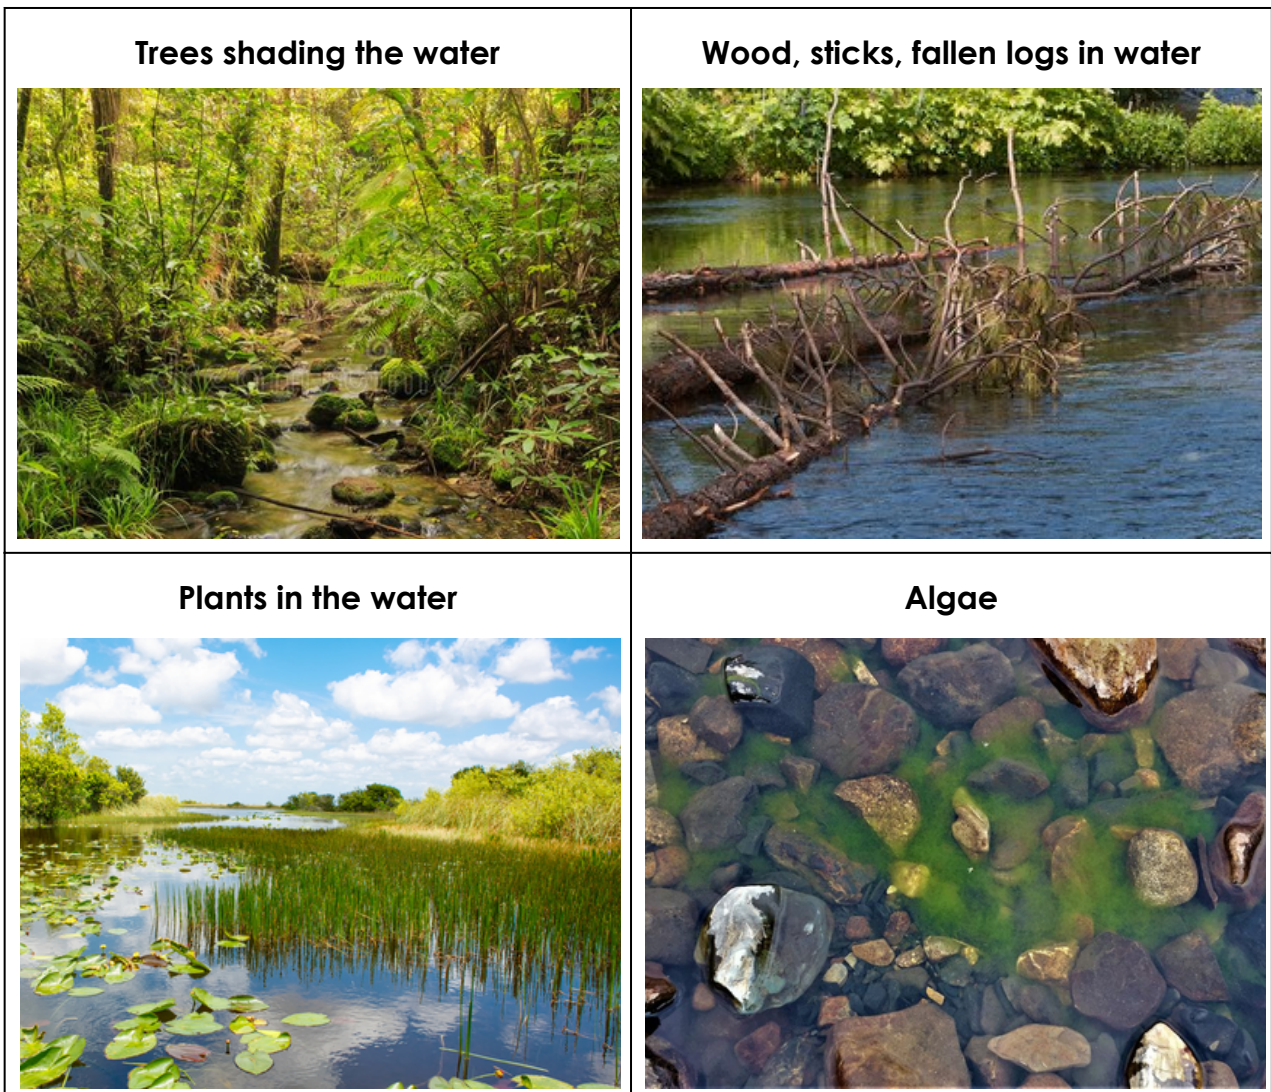 Trees shading the water
Wood, sticks, fallen logs in water
Plants in the water
Algae